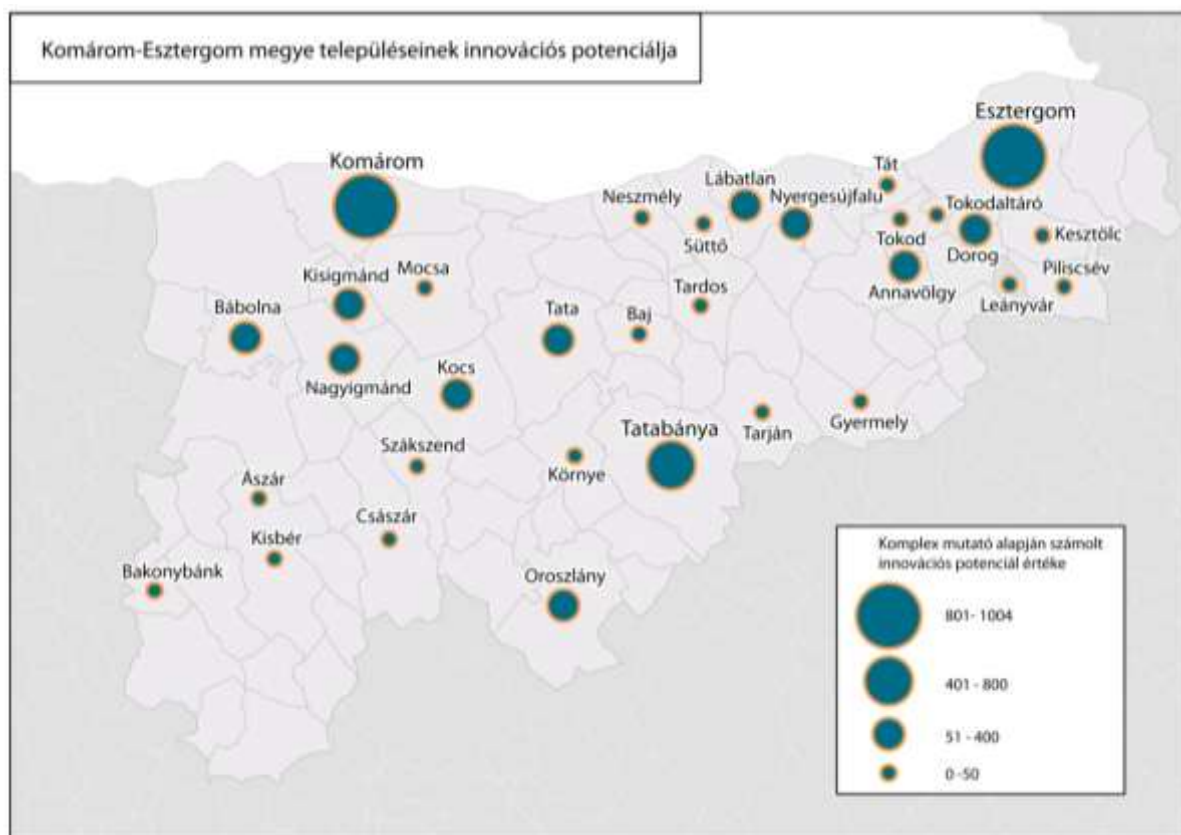 Komárom-Esztergom megye településeinek innovációs potenciálja
Esztergom
Komárom
Tát
Lábatlan
Neszmély
Nyergesújfalu
Tokodaltáró
Süttő
Tokod
Kesztölc
Dorog
Mocsa
Kisigmánd
Piliscsév
Annavölgy
Tardos
Leányvár
Bábolna
Tata
Baj
Kocs
Nagyigmánd
Gyermely
Tatabánya
Tarján
Szákszend
Környe
Ászár
Császár
Kisbér
Bakonybánk
Oroszlány
Komplex mutató alapján számolt
innovációs potenciál értéke
801- 1004
401 - 800
51 - 400
0 -50